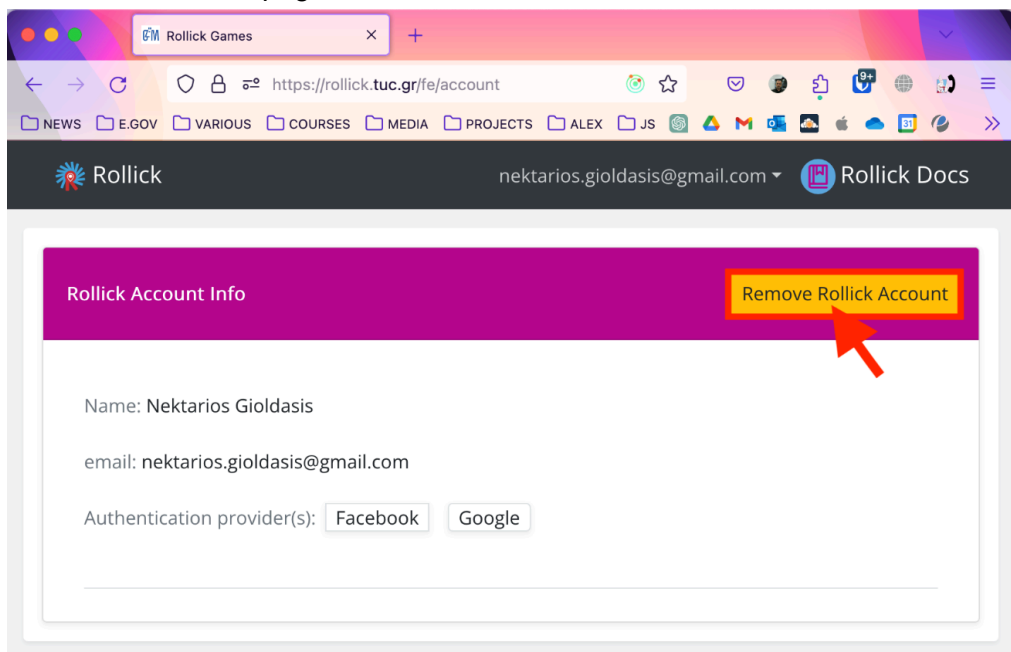 Rollick Games
https://rollick.tuc.gr/fe/account
9+
NEWS E.GOV VARIOUS COURSES MEDIA PROJECTS ALEX JS 31
Rollick nektarios.gioldasis@gmail.com Rollick Docs
Rollick Account Info Remove Rollick Account
Name: Nektarios Gioldasis
email: nektarios.gioldasis@gmail.com
Authentication provider(s): Facebook Google